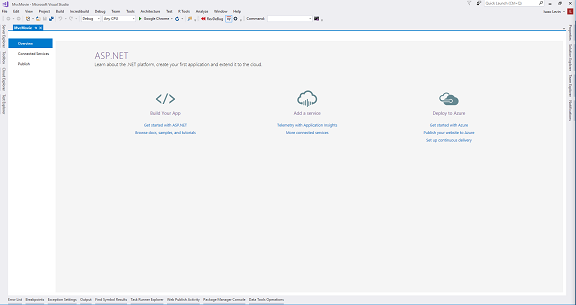 MvcMovie - Microsoft Visual Studio
Quick Launch (Ctrl+Q)
File Edit View Project Build Incredibuild Debug Team Tools Architecture Test R Tools Analyze Window Help
Isaac Levin
Debug Any CPU Google Chrome RevDeBug Command:
MvcMovie
Server Explorer
Toolbox
Cloud Explorer
Test Explorer
Overview
Connected Services
Publish
ASP.NET
Learn about the .NET platform, create your first application and extend it to the cloud.
Build Your App
Get started with ASP.NET
Browse docs, samples, and tutorials
Add a service
Telemetry with Application Insights
More connected services
Deploy to Azure
Get started with Azure
Publish your website to Azure
Set up continuous delivery
Properties
Solution Explorer
Team Explorer
Notifications
Error List Breakpoints Exception Settings Output Find Symbol Results Task Runner Explorer Web Publish Activity Package Manager Console Data Tools Operations